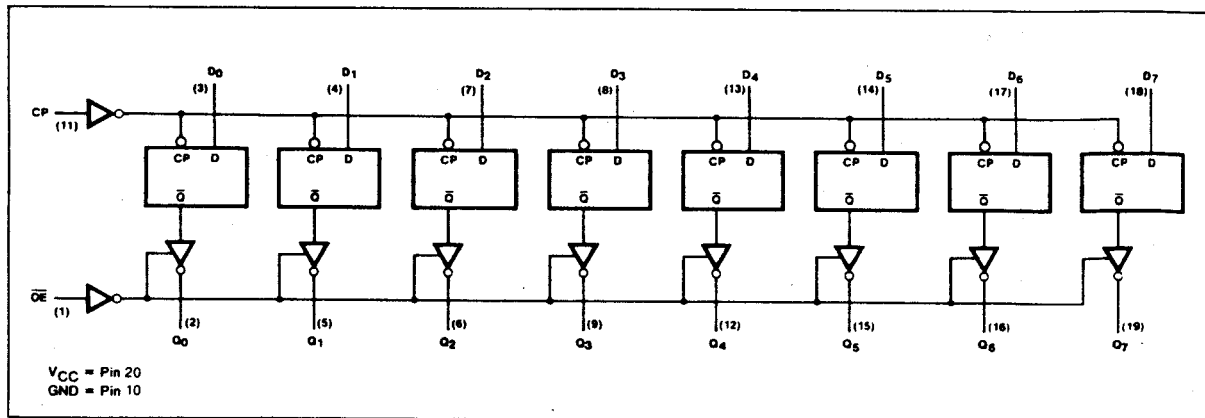 D0 D1 D2 D3 D4 D5 D6 D7
(3) (4) (7) (8) (13) (14) (17) (18)
CP
(11)
CP D CP D CP D CP D CP D CP D CP D CP D
Q̅ Q̅ Q̅ Q̅ Q̅ Q̅ Q̅ Q̅
O̅E̅
(1)
(2) (5) (6) (9) (12) (15) (16) (19)
Q0 Q1 Q2 Q3 Q4 Q5 Q6 Q7
VCC = Pin 20
GND = Pin 10